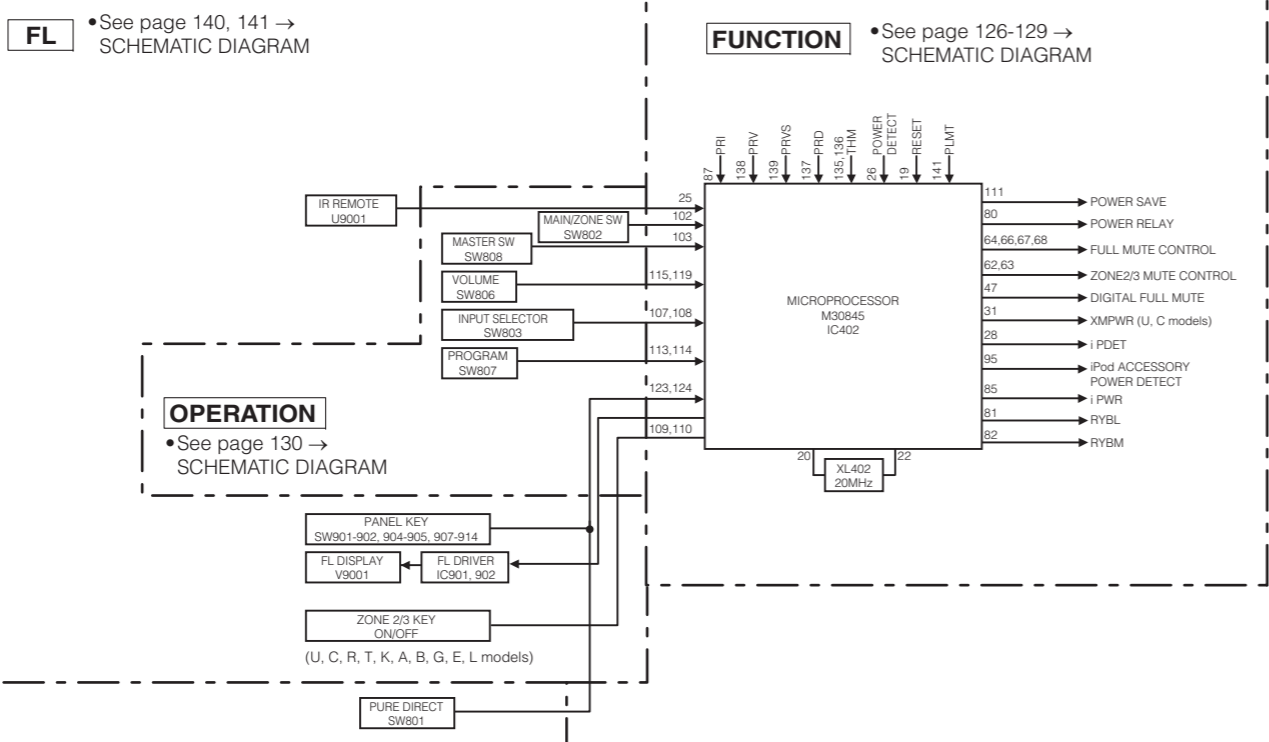 FL
•See page 140, 141 →
SCHEMATIC DIAGRAM
FUNCTION
•See page 126-129 →
SCHEMATIC DIAGRAM
87 PRI
138 PRV
139 PRVS
137 PRD
135,136 THM
26 POWER DETECT
19 RESET
141 PLMT
IR REMOTE
U9001
25
MAIN/ZONE SW
SW802
102
MASTER SW
SW808
103
VOLUME
SW806
115,119
INPUT SELECTOR
SW803
107,108
PROGRAM
SW807
113,114
123,124
109,110
MICROPROCESSOR
M30845
IC402
111
POWER SAVE
80
POWER RELAY
64,66,67,68
FULL MUTE CONTROL
62,63
ZONE2/3 MUTE CONTROL
47
DIGITAL FULL MUTE
31
XMPWR (U, C models)
28
i PDET
95
iPod ACCESSORY
POWER DETECT
85
i PWR
81
RYBL
82
RYBM
20
22
XL402
20MHz
OPERATION
•See page 130 →
SCHEMATIC DIAGRAM
PANEL KEY
SW901-902, 904-905, 907-914
FL DISPLAY
V9001
FL DRIVER
IC901, 902
ZONE 2/3 KEY
ON/OFF
(U, C, R, T, K, A, B, G, E, L models)
PURE DIRECT
SW801